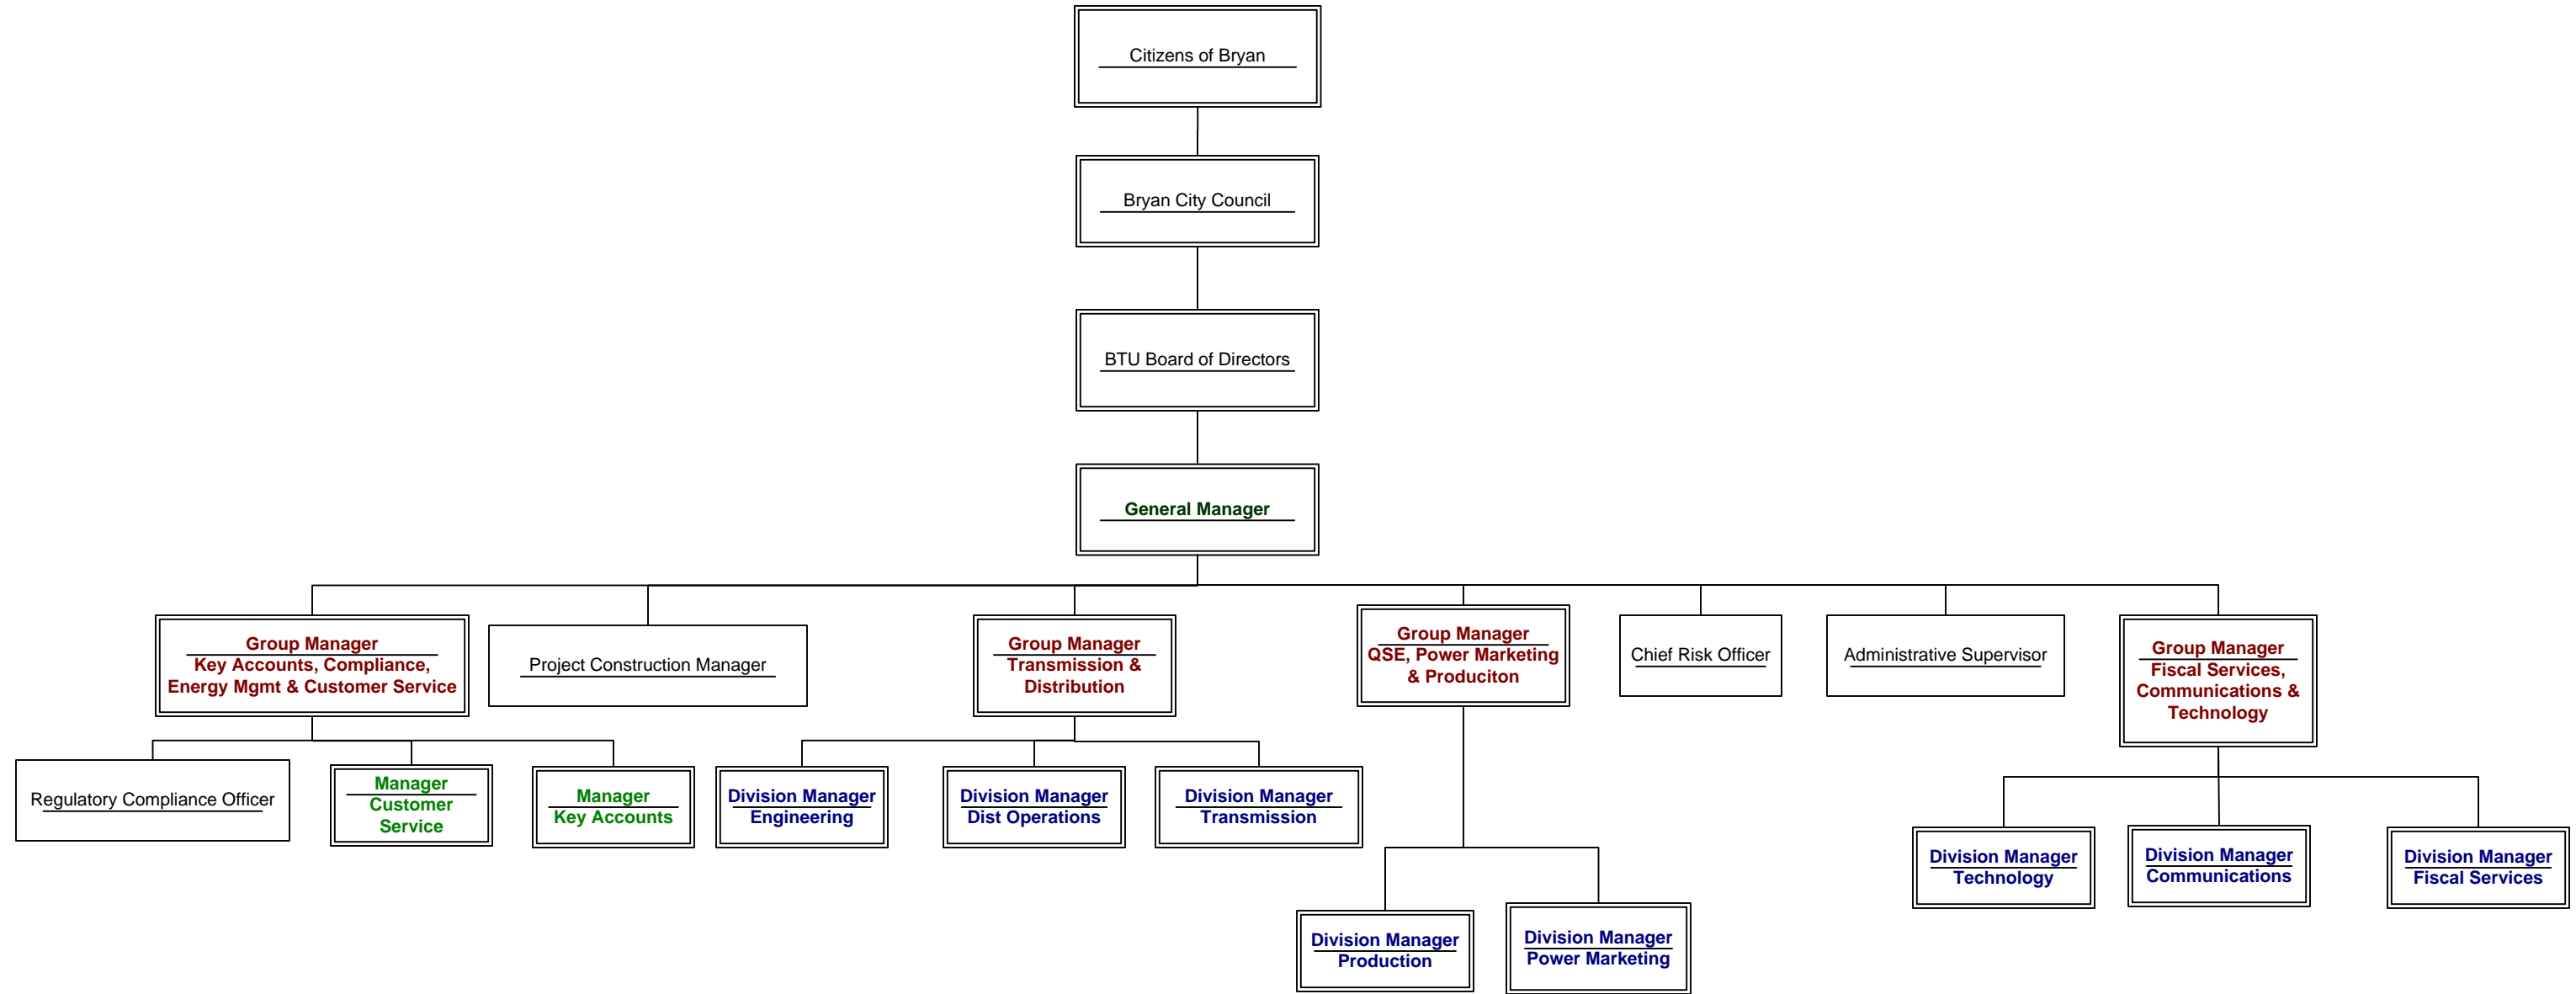 Citizens of Bryan
Bryan City Council
BTU Board of Directors
General Manager
Group Manager
Key Accounts, Compliance,
Energy Mgmt & Customer Service
Project Construction Manager
Group Manager
Transmission &
Distribution
Group Manager
QSE, Power Marketing
& Produciton
Chief Risk Officer
Administrative Supervisor
Group Manager
Fiscal Services,
Communications &
Technology
Regulatory Compliance Officer
Manager
Customer
Service
Manager
Key Accounts
Division Manager
Engineering
Division Manager
Dist Operations
Division Manager
Transmission
Division Manager
Technology
Division Manager
Communications
Division Manager
Fiscal Services
Division Manager
Production
Division Manager
Power Marketing